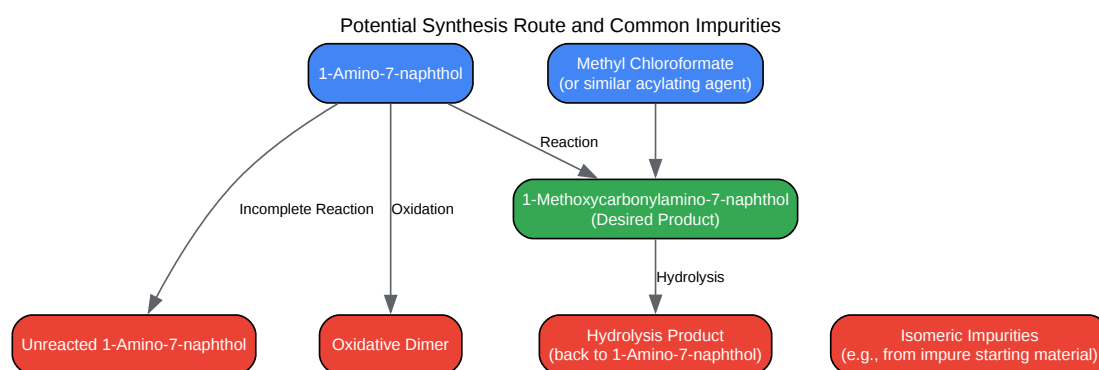 Potential Synthesis Route and Common Impurities
1-Amino-7-naphthol
Methyl Chloroformate
(or similar acylating agent)
Reaction
1-Methoxycarbonylamino-7-naphthol
(Desired Product)
Incomplete Reaction
Oxidation
Hydrolysis
Unreacted 1-Amino-7-naphthol
Oxidative Dimer
Hydrolysis Product
(back to 1-Amino-7-naphthol)
Isomeric Impurities
(e.g., from impure starting material)